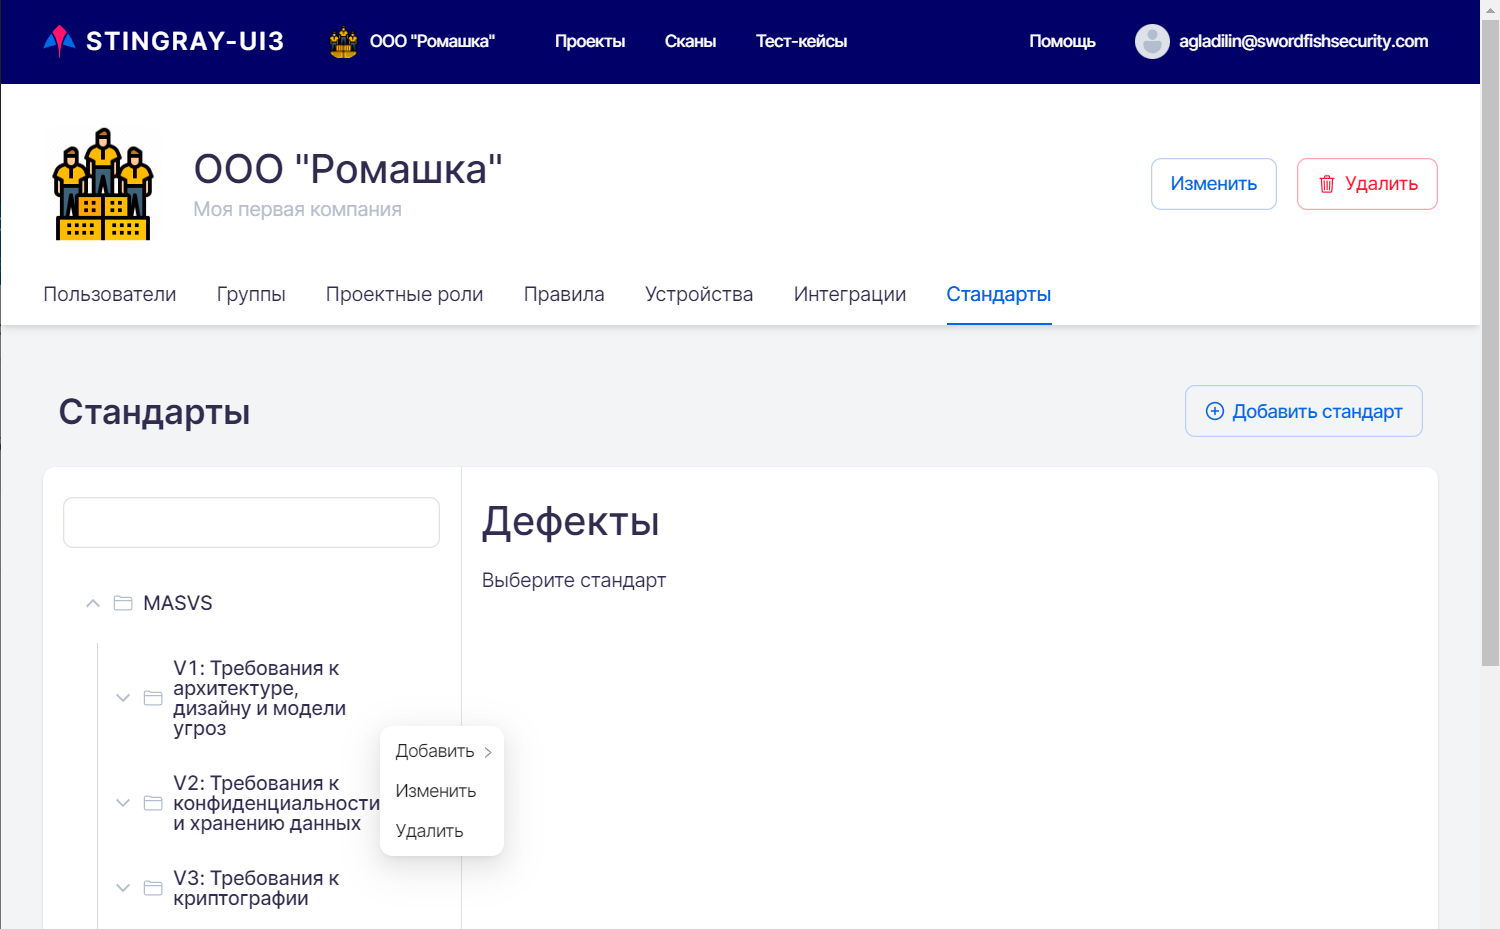 STINGRAY-UI3
ООО "Ромашка"
Проекты
Сканы
Тест-кейсы
Помощь
agladilin@swordfishsecurity.com
ООО "Ромашка"
Моя первая компания
Изменить
Удалить
Пользователи
Группы
Проектные роли
Правила
Устройства
Интеграции
Стандарты
Стандарты
Добавить стандарт
Дефекты
Выберите стандарт
MASVS
V1: Требования к
архитектуре,
дизайну и модели
угроз
V2: Требования к
конфиденциальности
и хранению данных
V3: Требования к
криптографии
Добавить
Изменить
Удалить